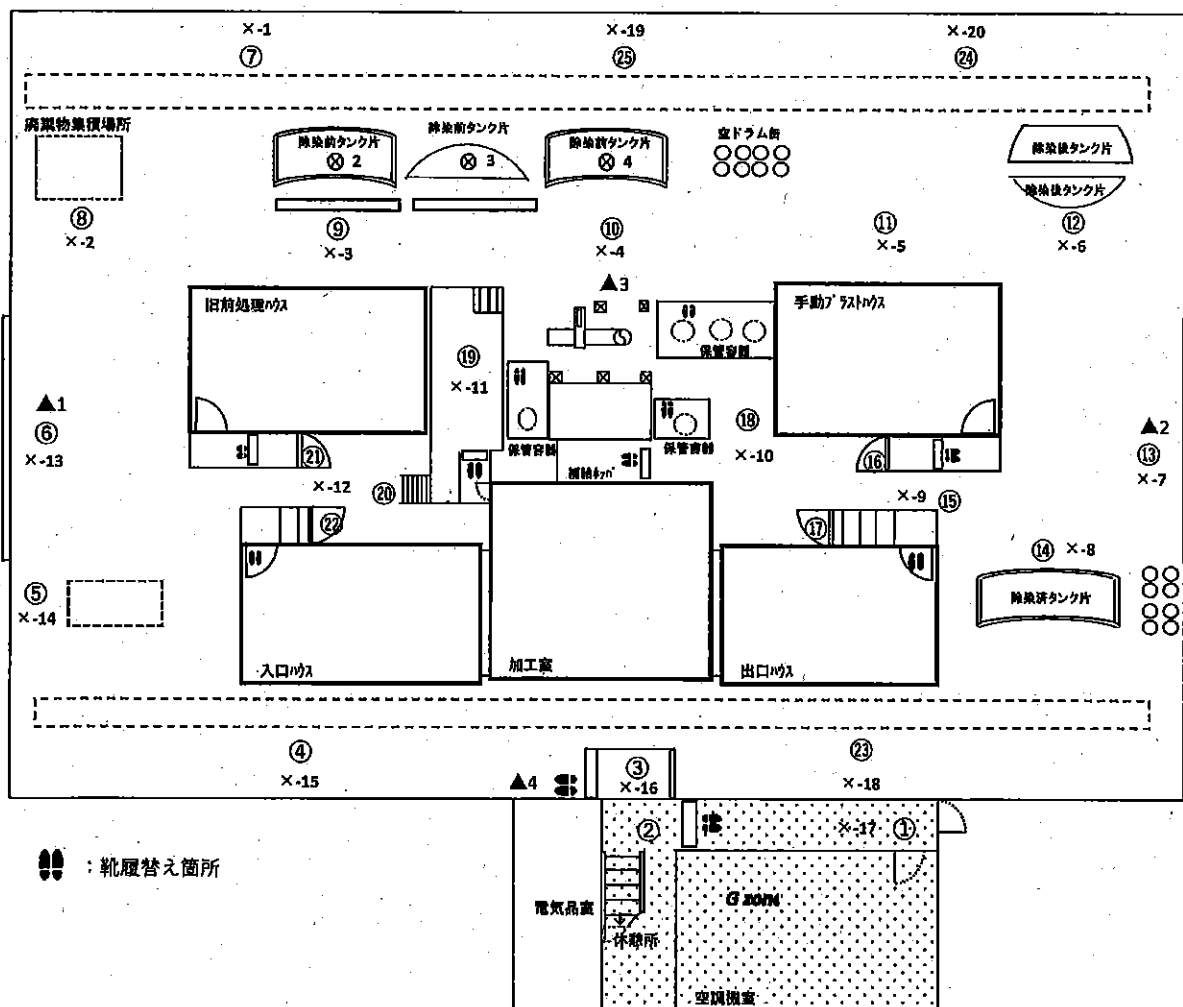 ×-1 ×-19 ×-20
⑦ ㉕ ㉔
廃棄物集積場所
除染前タンク片
⊗ 2
除染前タンク片
⊗ 3
除染前タンク片
⊗ 4
空ドラム缶
除染後タンク片
除染後タンク片
⑧
×-2
⑨
×-3
⑩
×-4
⑪
×-5
⑫
×-6
▲3
旧前処理ハウス
⑲
×-11
保管容器
手動ブラストハウス
▲1
⑥
×-13
▲2
⑬
×-7
⑱
×-10
保管容器
保管容器
㉑
×-12
⑳
⑯
×-9
⑮
㉒
⑰
⑭ ×-8
除染済タンク片
⑤
×-14
入口ハウス
加工室
出口ハウス
④
×-15
▲4
③
×-16
㉓
×-18
②
×-17 ①
：靴履替え箇所
電気品室
休憩所
G zone
空調機室